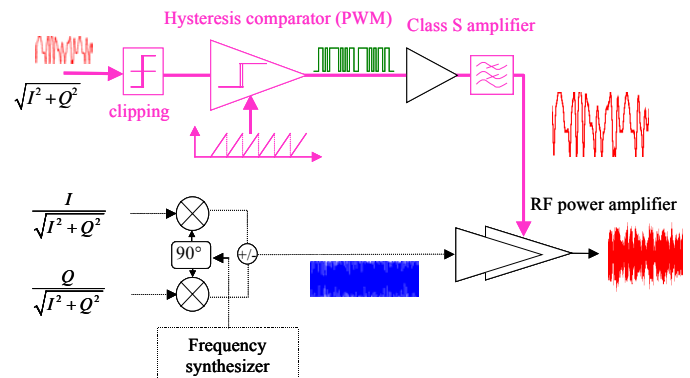 Hysteresis comparator (PWM)
Class S amplifier
√I² + Q²
clipping
RF power amplifier
I
√I² + Q²
90°
+/-
Q
√I² + Q²
Frequency
synthesizer